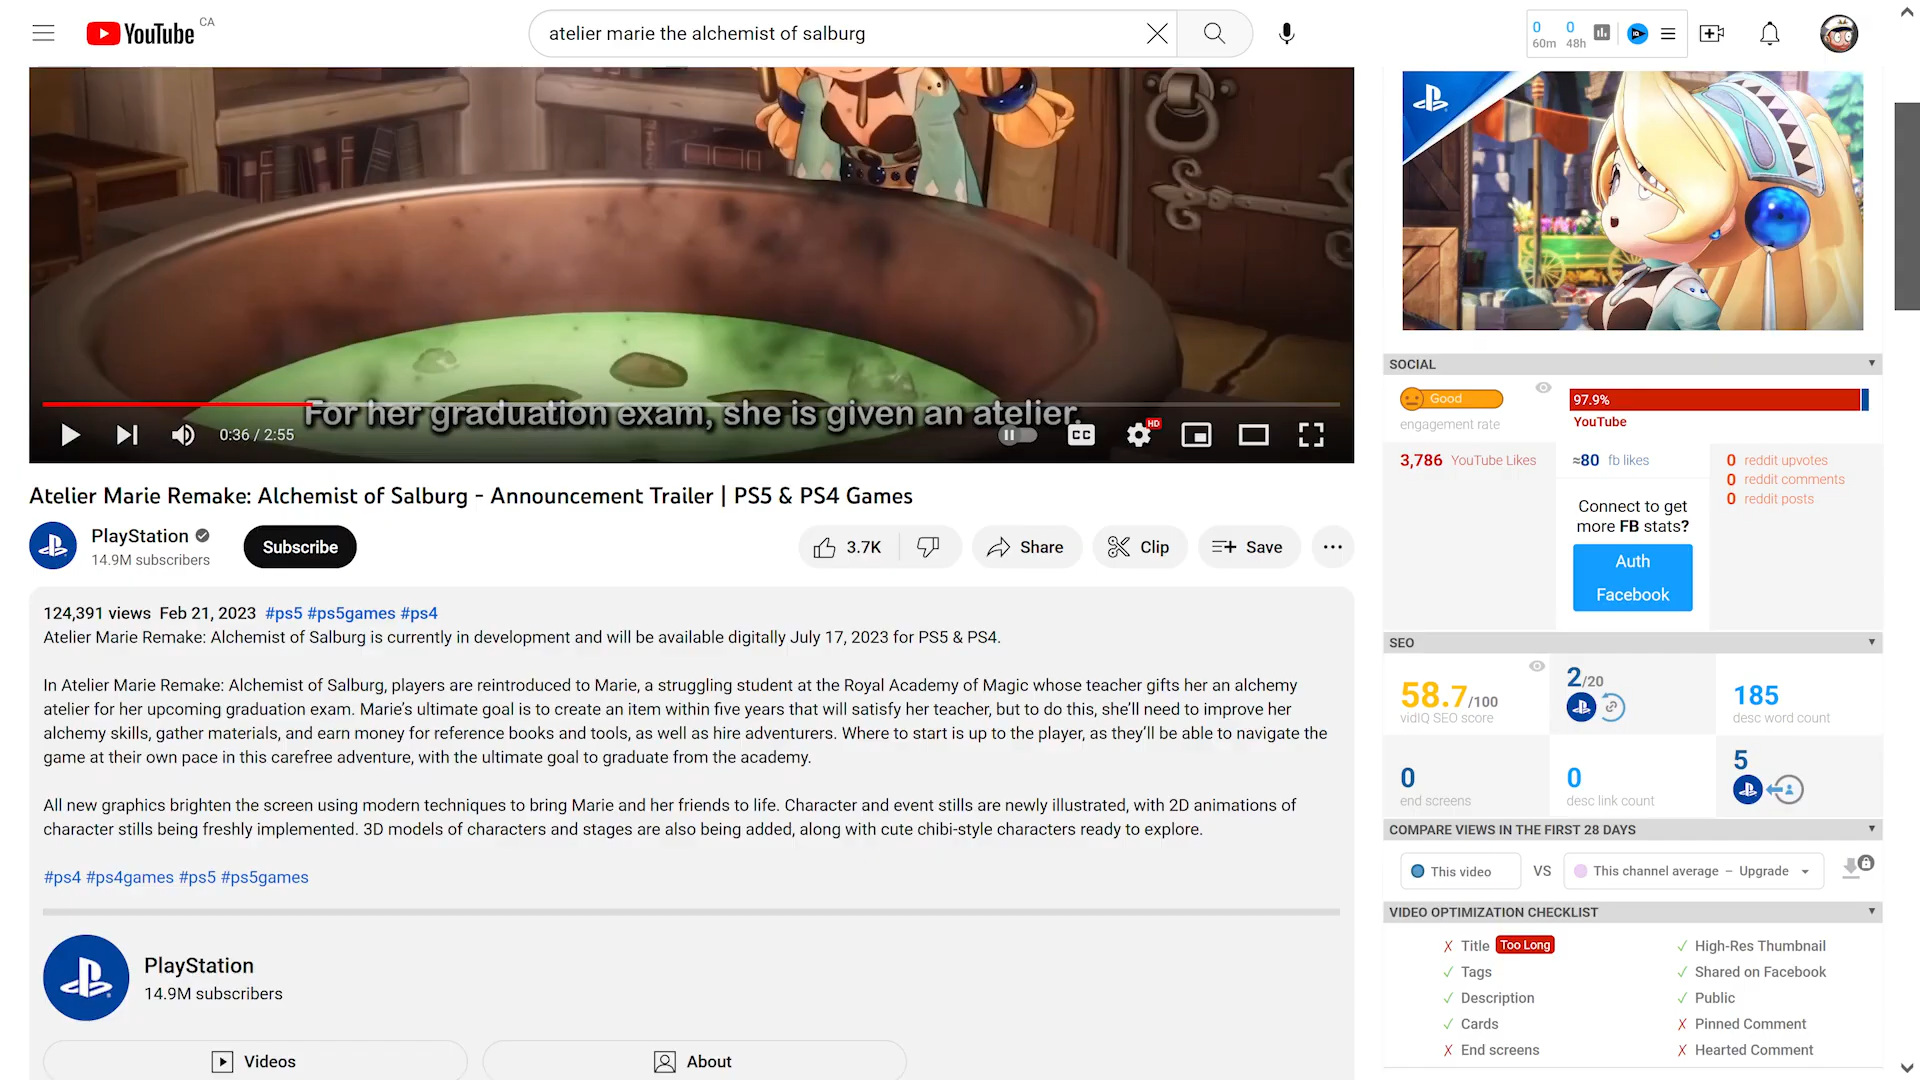 YouTube CA
atelier marie the alchemist of salburg
0 0
60m 48h
For her graduation exam, she is given an atelier.
0:36 / 2:55
CC
HD
Atelier Marie Remake: Alchemist of Salburg - Announcement Trailer | PS5 & PS4 Games
PlayStation
14.9M subscribers
Subscribe
3.7K
Share
Clip
Save
124,391 views Feb 21, 2023 #ps5 #ps5games #ps4
Atelier Marie Remake: Alchemist of Salburg is currently in development and will be available digitally July 17, 2023 for PS5 & PS4.
In Atelier Marie Remake: Alchemist of Salburg, players are reintroduced to Marie, a struggling student at the Royal Academy of Magic whose teacher gifts her an alchemy
atelier for her upcoming graduation exam. Marie’s ultimate goal is to create an item within five years that will satisfy her teacher, but to do this, she’ll need to improve her
alchemy skills, gather materials, and earn money for reference books and tools, as well as hire adventurers. Where to start is up to the player, as they’ll be able to navigate the
game at their own pace in this carefree adventure, with the ultimate goal to graduate from the academy.
All new graphics brighten the screen using modern techniques to bring Marie and her friends to life. Character and event stills are newly illustrated, with 2D animations of
character stills being freshly implemented. 3D models of characters and stages are also being added, along with cute chibi-style characters ready to explore.
#ps4 #ps4games #ps5 #ps5games
PlayStation
14.9M subscribers
Videos
About
SOCIAL
Good
engagement rate
97.9%
YouTube
3,786 YouTube Likes
≈80 fb likes
0 reddit upvotes
0 reddit comments
0 reddit posts
Connect to get
more FB stats?
Auth
Facebook
SEO
58.7/100
vidIQ SEO score
2/20
185
desc word count
0
end screens
0
desc link count
5
COMPARE VIEWS IN THE FIRST 28 DAYS
This video
VS
This channel average – Upgrade
VIDEO OPTIMIZATION CHECKLIST
✗ Title Too Long
✓ Tags
✓ Description
✓ Cards
✗ End screens
✓ High-Res Thumbnail
✓ Shared on Facebook
✓ Public
✗ Pinned Comment
✗ Hearted Comment